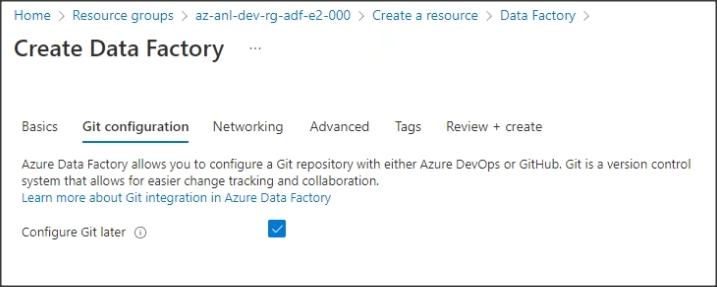 Home > Resource groups > az-anl-dev-rg-adf-e2-000 > Create a resource > Data Factory >
Create Data Factory ...
Basics Git configuration Networking Advanced Tags Review + create
Azure Data Factory allows you to configure a Git repository with either Azure DevOps or GitHub. Git is a version control
system that allows for easier change tracking and collaboration.
Learn more about Git integration in Azure Data Factory
Configure Git later